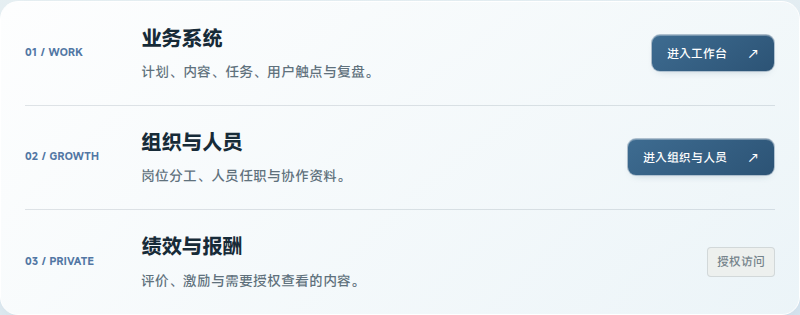 01 / WORK
业务系统
计划、内容、任务、用户触点与复盘。
进入工作台 ↗
02 / GROWTH
组织与人员
岗位分工、人员任职与协作资料。
进入组织与人员 ↗
03 / PRIVATE
绩效与报酬
评价、激励与需要授权查看的内容。
授权访问